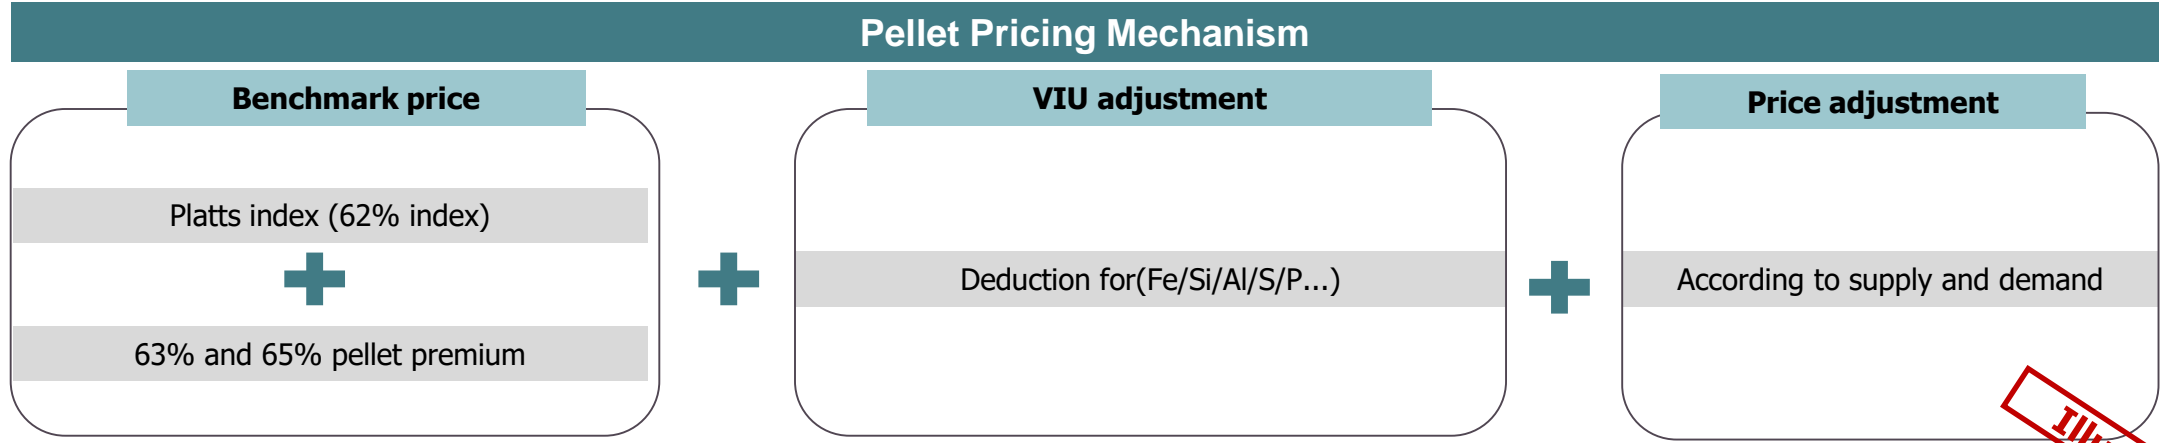 Pellet Pricing Mechanism
Benchmark price
Platts index (62% index)
63% and 65% pellet premium
VIU adjustment
Deduction for(Fe/Si/Al/S/P...)
Price adjustment
According to supply and demand